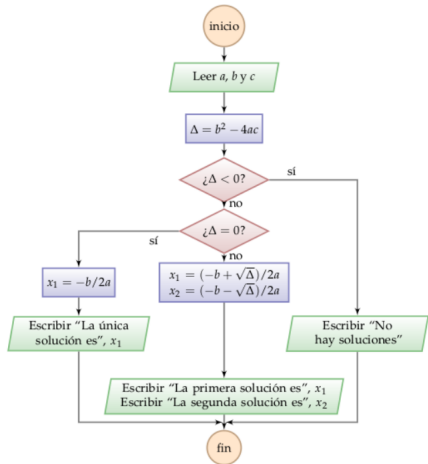 inicio
Leer a, b y c
Δ = b² − 4ac
¿Δ < 0?
sí
no
¿Δ = 0?
sí
no
x₁ = −b/2a
x₁ = (−b + √Δ)/2a
x₂ = (−b − √Δ)/2a
Escribir “La única
solución es”, x₁
Escribir “No
hay soluciones”
Escribir “La primera solución es”, x₁
Escribir “La segunda solución es”, x₂
fin